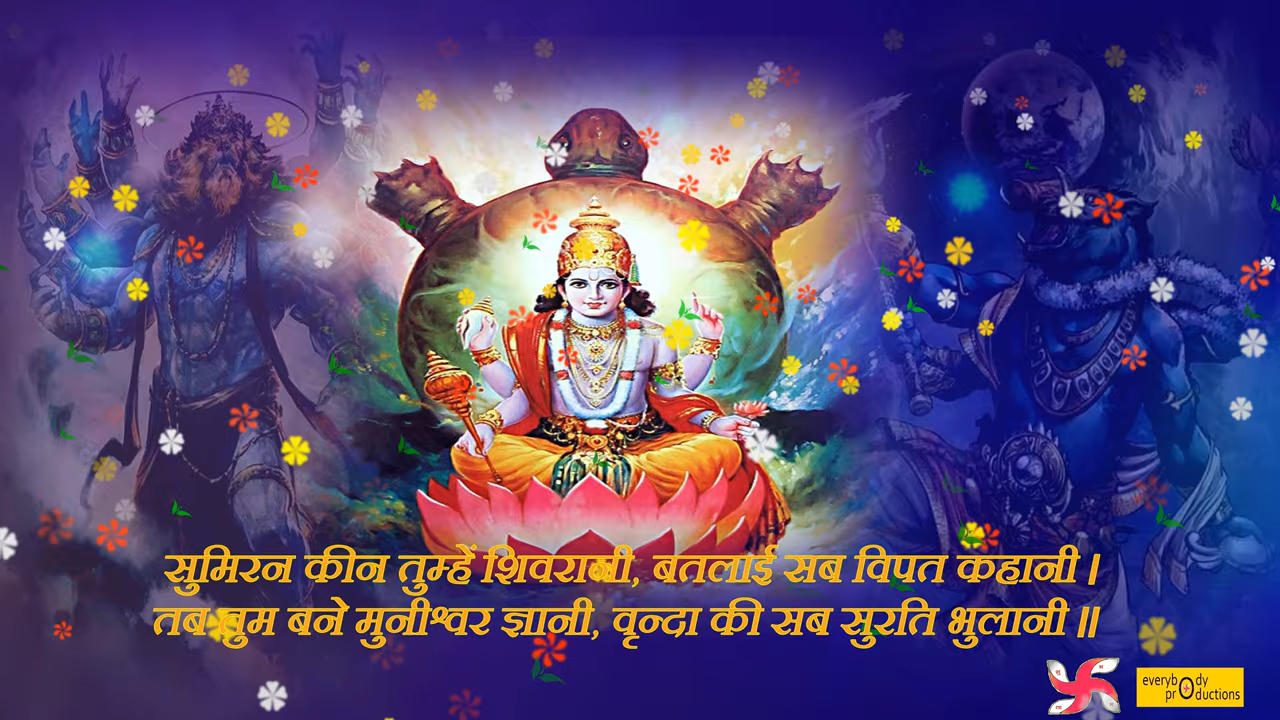 सुमिरन कीन तुम्हें शिवरानी, बतलाई सब विपत कहानी।
तब तुम बने मुनीश्वर ज्ञानी, वृन्दा की सब सुरति भुलानी॥
everybody
productions